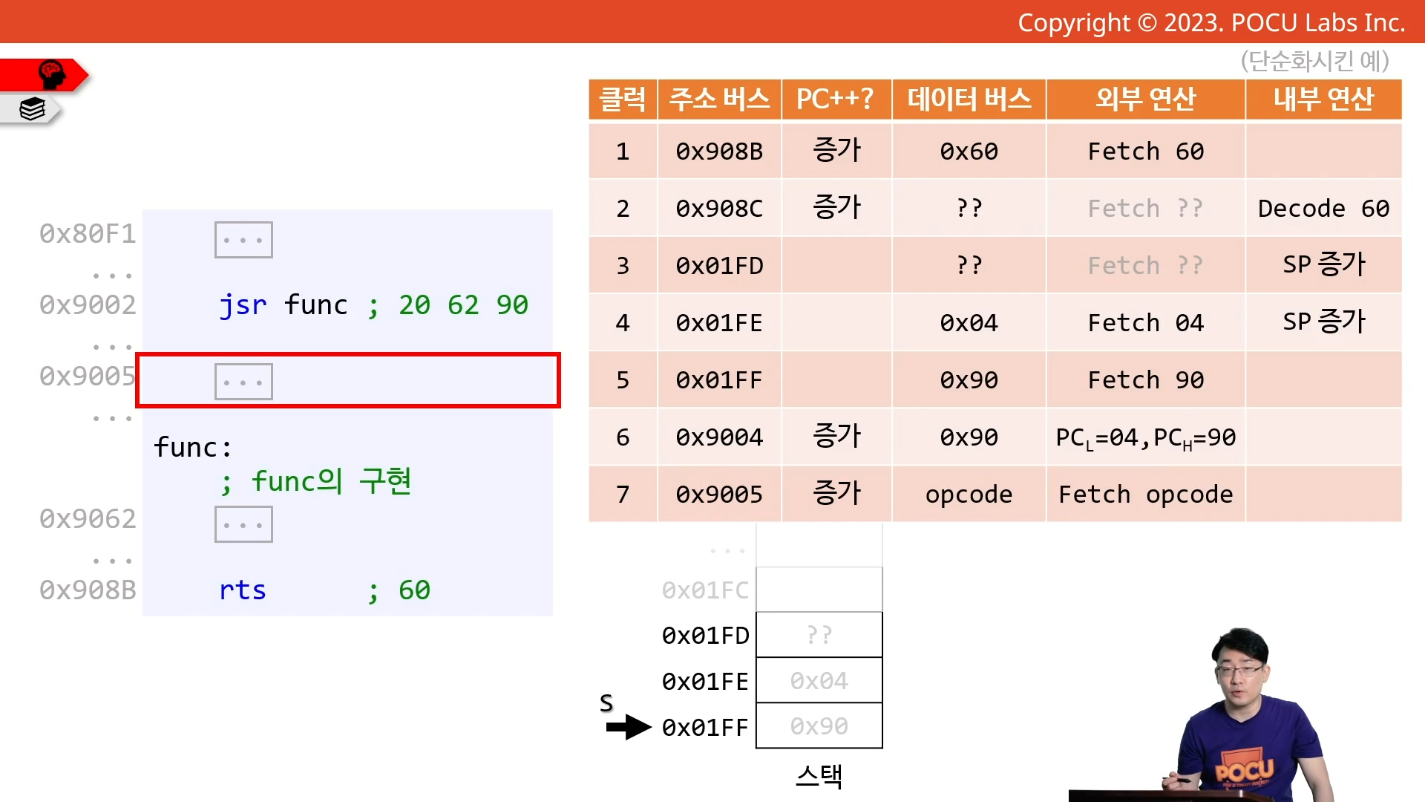 Copyright © 2023. POCU Labs Inc.
(단순화시킨 예)
클럭 주소 버스 PC++? 데이터 버스 외부 연산 내부 연산
1 0x908B 증가 0x60 Fetch 60
2 0x908C 증가 ?? Fetch ?? Decode 60
3 0x01FD ?? Fetch ?? SP 증가
4 0x01FE 0x04 Fetch 04 SP 증가
5 0x01FF 0x90 Fetch 90
6 0x9004 증가 0x90 PCL=04,PCH=90
7 0x9005 증가 opcode Fetch opcode
0x80F1 ...
...
0x9002 jsr func ; 20 62 90
...
0x9005 ...
...
func:
; func의 구현
0x9062 ...
...
0x908B rts ; 60
...
0x01FC
0x01FD ??
0x01FE 0x04
S
0x01FF 0x90
스택
POCU